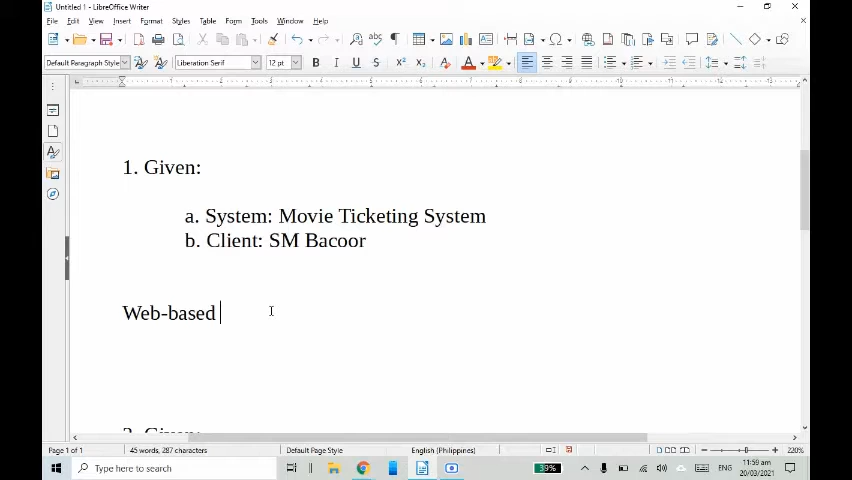 Untitled 1 - LibreOffice Writer
File Edit View Insert Format Styles Table Form Tools Window Help
Default Paragraph Style Liberation Serif 12 pt
1. Given:
a. System: Movie Ticketing System
b. Client: SM Bacoor
Web-based
2. Given:
Page 1 of 1 45 words, 287 characters Default Page Style English (Philippines) 220%
Type here to search 39% ENG 11:59 am
20/03/2021